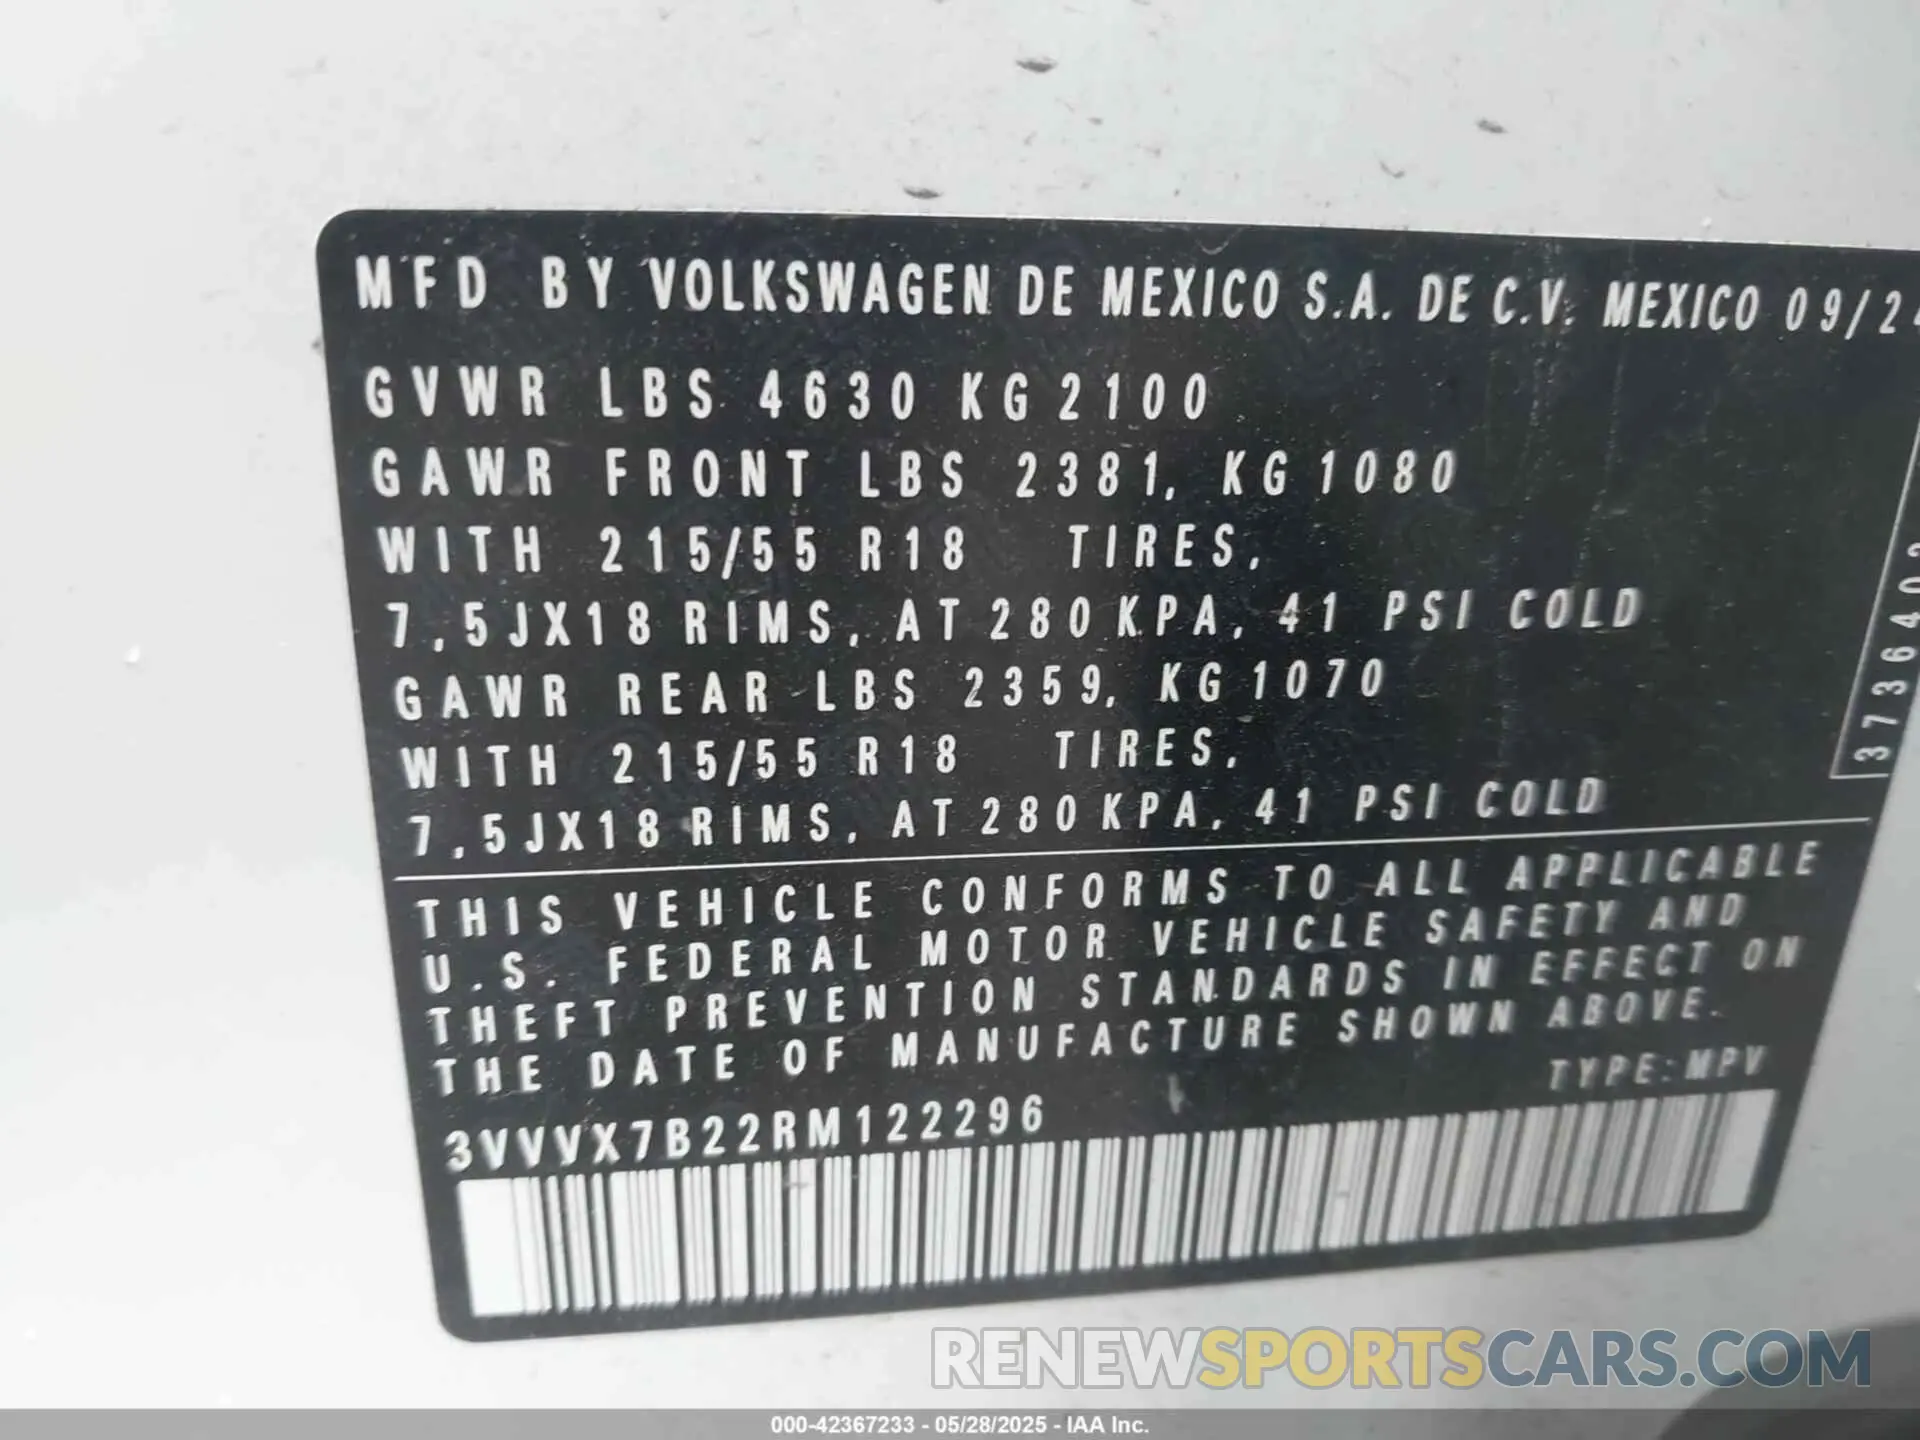 MFD BY VOLKSWAGEN DE MEXICO S.A. DE C.V. MEXICO 09/24
GVWR LBS 4630 KG 2100
GAWR FRONT LBS 2381, KG 1080
WITH 215/55 R18 TIRES,
7,5JX18 RIMS, AT 280 KPA, 41 PSI COLD
GAWR REAR LBS 2359, KG 1070
WITH 215/55 R18 TIRES,
7,5JX18 RIMS, AT 280 KPA, 41 PSI COLD
3736402
THIS VEHICLE CONFORMS TO ALL APPLICABLE
U.S. FEDERAL MOTOR VEHICLE SAFETY AND
THEFT PREVENTION STANDARDS IN EFFECT ON
THE DATE OF MANUFACTURE SHOWN ABOVE.
TYPE: MPV
3VVVX7B22RM122296
RENEWSPORTSCARS.COM
000-42367233 - 05/28/2025 - IAA Inc.